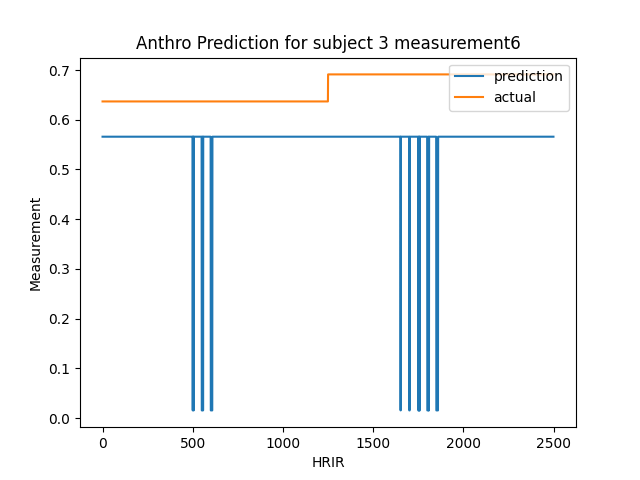 Anthro Prediction for subject 3 measurement6
prediction
actual
Measurement
0.7
0.6
0.5
0.4
0.3
0.2
0.1
0.0
0 500 1000 1500 2000 2500
HRIR